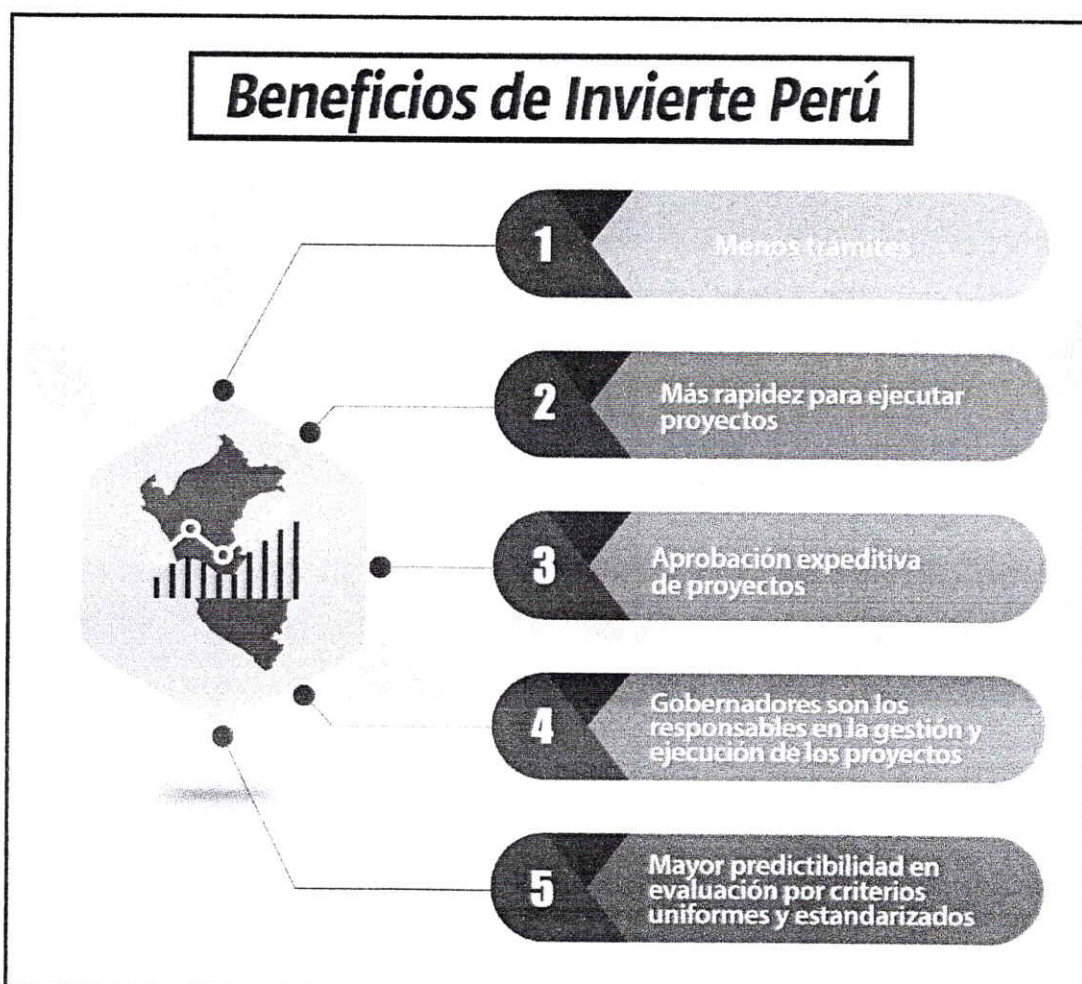 Beneficios de Invierte Perú
1
Menos trámites
2
Más rapidez para ejecutar
proyectos
3
Aprobación expeditiva
de proyectos
4
Gobernadores son los
responsables en la gestión y
ejecución de los proyectos
5
Mayor predictibilidad en
evaluación por criterios
uniformes y estandarizados